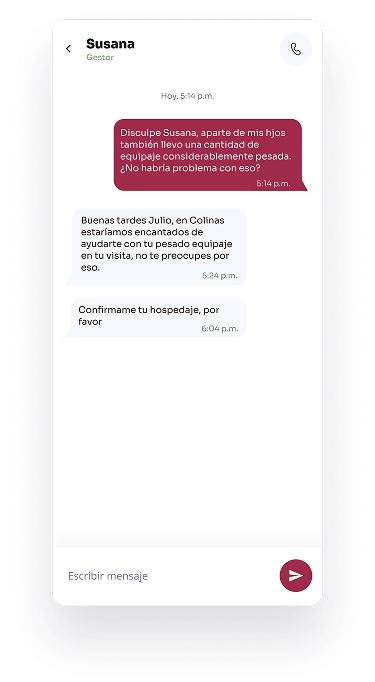 Susana
Gestor
Hoy, 5:14 p.m.
Disculpe Susana, aparte de mis hjos
también llevo una cantidad de
equipaje considerablemente pesada.
¿No habría problema con eso?
5:14 p.m.
Buenas tardes Julio, en Colinas
estaríamos encantados de
ayudarte con tu pesado equipaje
en tu visita, no te preocupes por
eso.
5:24 p.m.
Confirmame tu hospedaje, por
favor
6:04 p.m.
Escribir mensaje